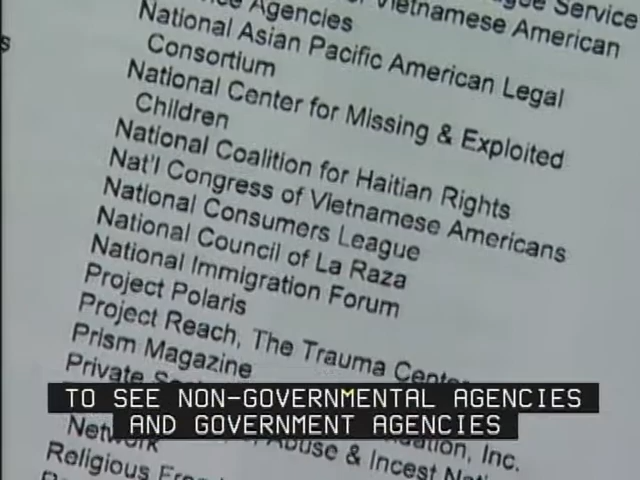 Service
Agencies Vietnamese American
National Asian Pacific American Legal
Consortium
National Center for Missing & Exploited
Children
National Coalition for Haitian Rights
Nat'l Congress of Vietnamese Americans
National Consumers League
National Council of La Raza
National Immigration Forum
Project Polaris
Project Reach, The Trauma Center
Prism Magazine
Private
TO SEE NON-GOVERNMENTAL AGENCIES
AND GOVERNMENT AGENCIES
Inc.
Network Abuse & Incest
Religious